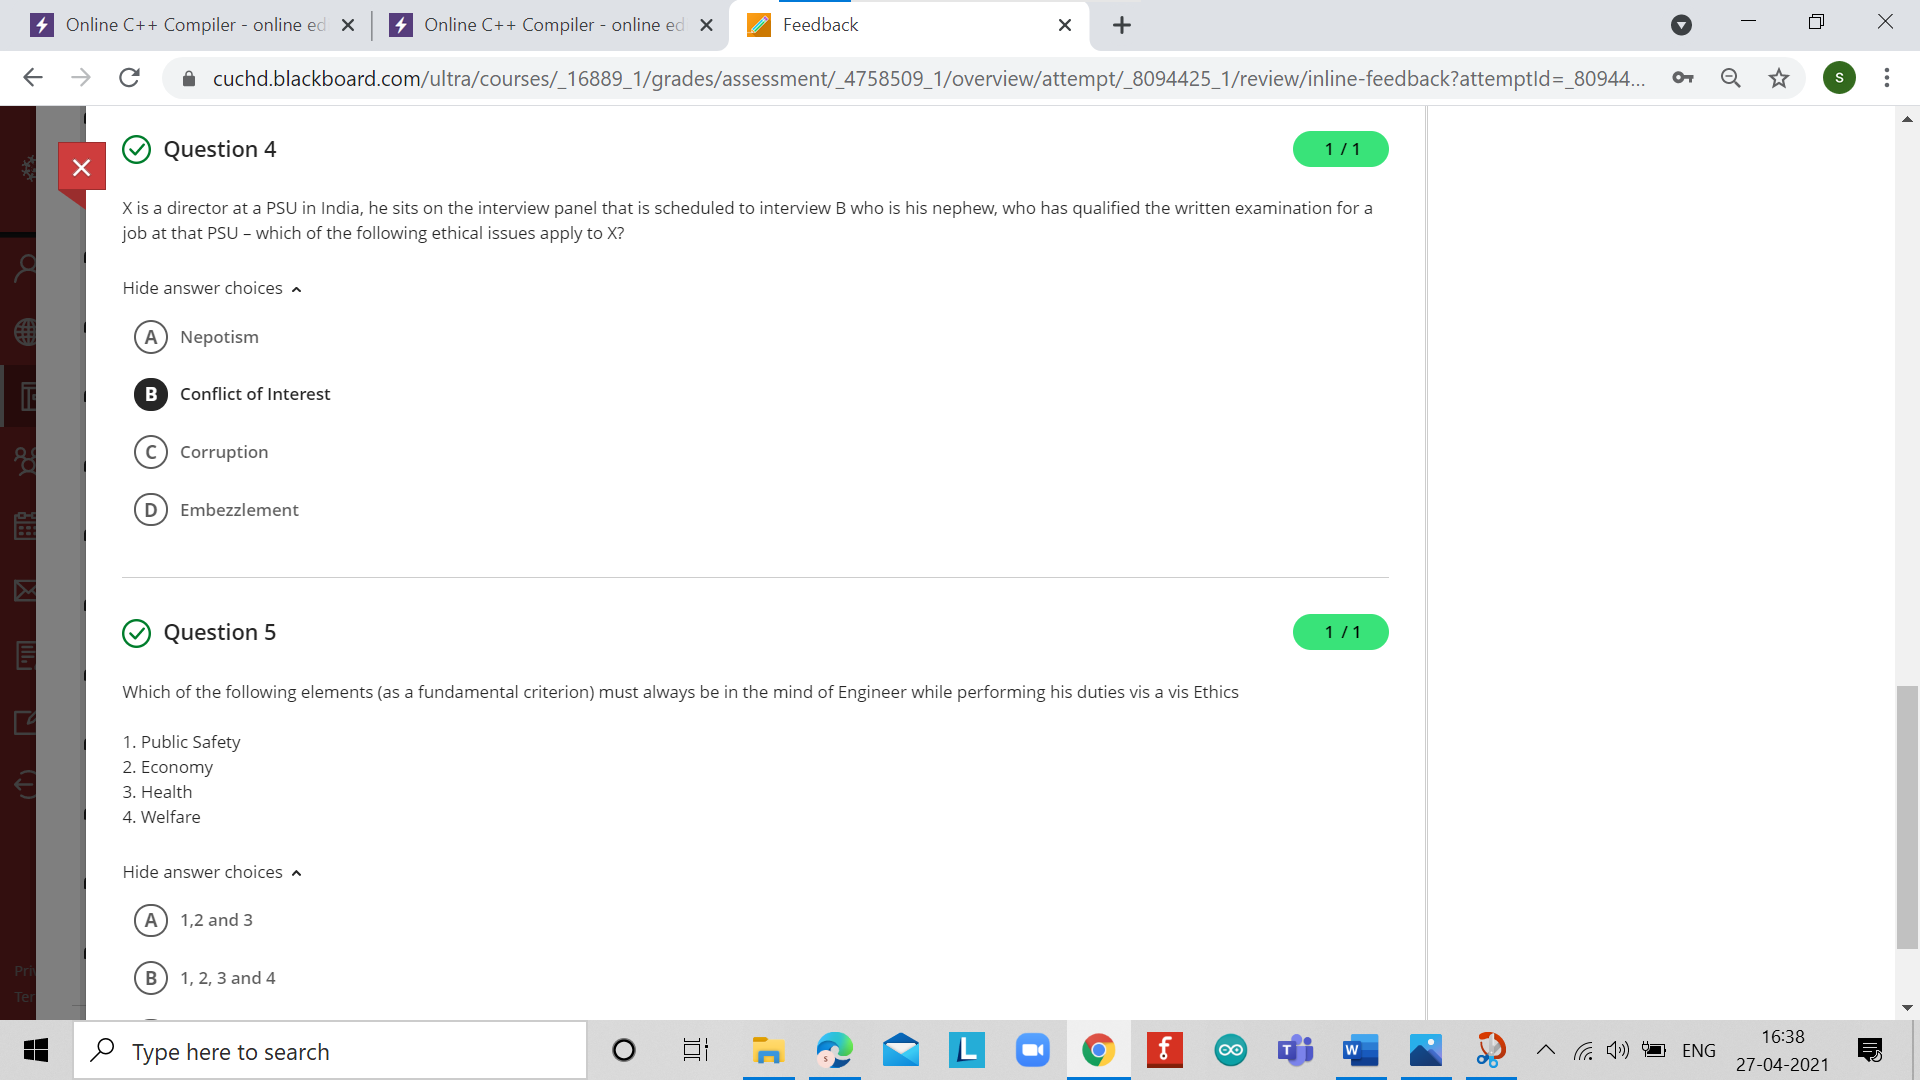 Online C++ Compiler - online ed
Online C++ Compiler - online ed
Feedback
cuchd.blackboard.com/ultra/courses/_16889_1/grades/assessment/_4758509_1/overview/attempt/_8094425_1/review/inline-feedback?attemptId=_80944...
S
Question 4
1 / 1
X is a director at a PSU in India, he sits on the interview panel that is scheduled to interview B who is his nephew, who has qualified the written examination for a
job at that PSU – which of the following ethical issues apply to X?
Hide answer choices
A Nepotism
B Conflict of Interest
C Corruption
D Embezzlement
Question 5
1 / 1
Which of the following elements (as a fundamental criterion) must always be in the mind of Engineer while performing his duties vis a vis Ethics
1. Public Safety
2. Economy
3. Health
4. Welfare
Hide answer choices
A 1,2 and 3
B 1, 2, 3 and 4
Priv
Ter
Type here to search
ENG
16:38
27-04-2021